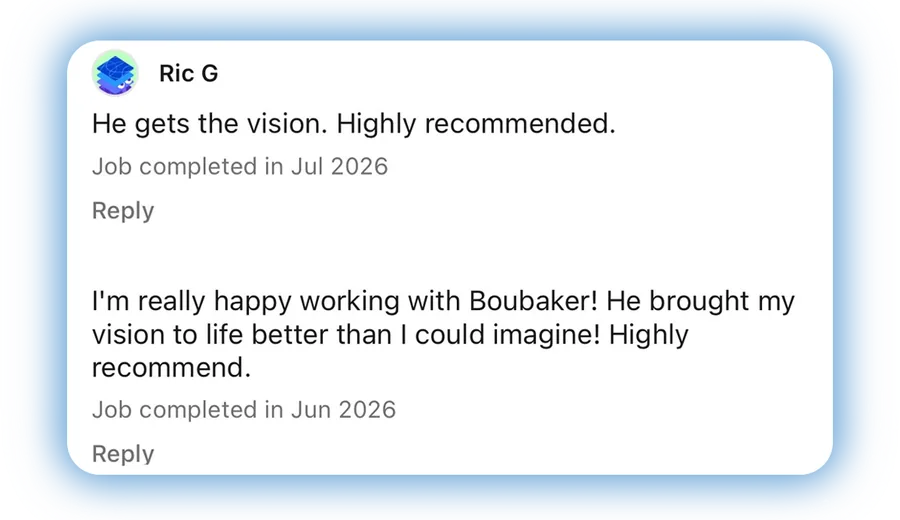 Ric G
He gets the vision. Highly recommended.
Job completed in Jul 2026
Reply
I'm really happy working with Boubaker! He brought my
vision to life better than I could imagine! Highly
recommend.
Job completed in Jun 2026
Reply